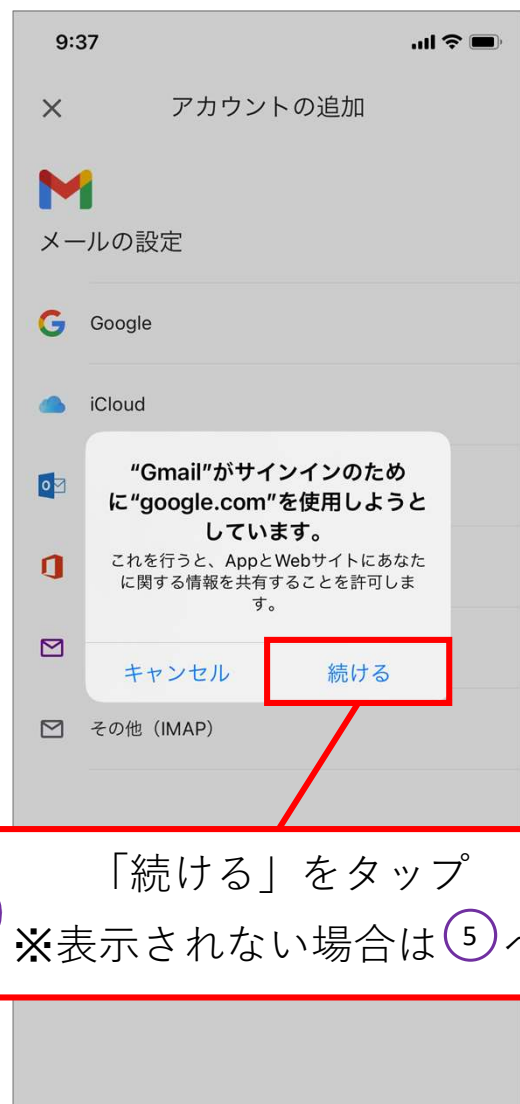 9:37
アカウントの追加
メールの設定
Google
iCloud
“Gmail”がサインインのため
に“google.com”を使用しようと
しています。
これを行うと、AppとWebサイトにあなた
に関する情報を共有することを許可しま
す。
キャンセル 続ける
その他（IMAP）
「続ける」をタップ
※表示されない場合は⑤へ